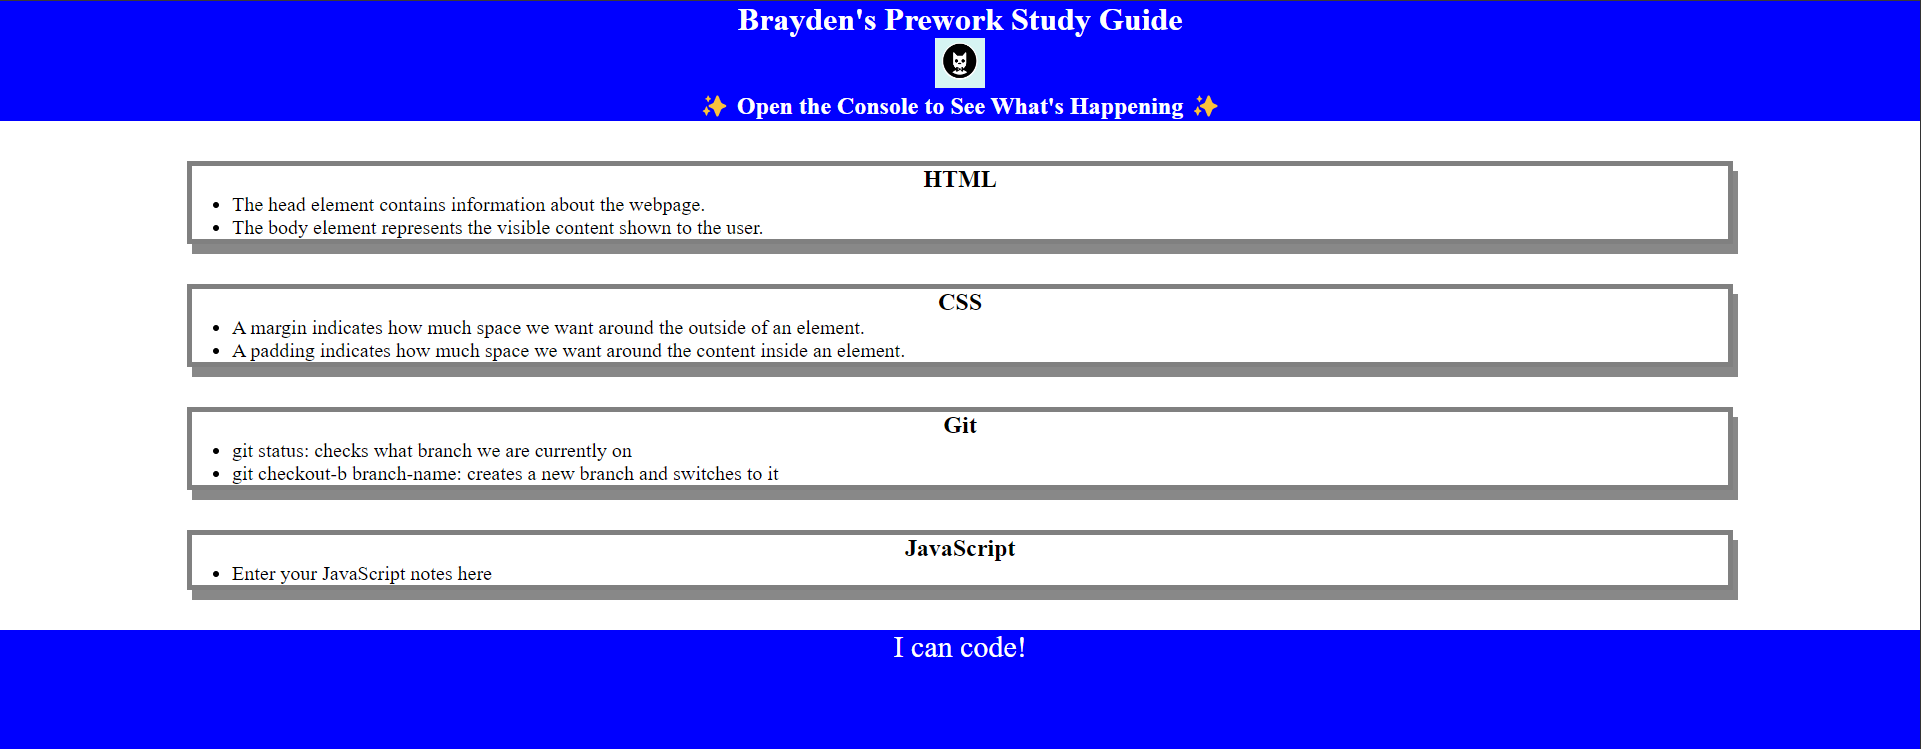 Brayden's Prework Study Guide
✨ Open the Console to See What's Happening ✨
HTML
• The head element contains information about the webpage.
• The body element represents the visible content shown to the user.
CSS
• A margin indicates how much space we want around the outside of an element.
• A padding indicates how much space we want around the content inside an element.
Git
• git status: checks what branch we are currently on
• git checkout-b branch-name: creates a new branch and switches to it
JavaScript
• Enter your JavaScript notes here
I can code!